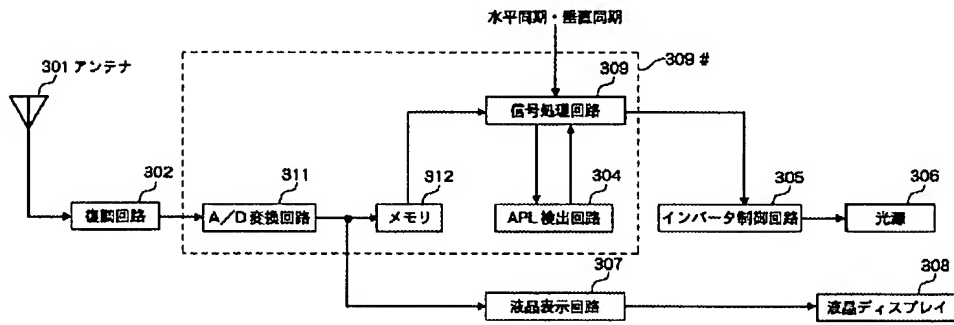 水平同期・垂直同期
309#
301 アンテナ
309
信号処理回路
302
311
312
304
305
306
復調回路
A/D変換回路
メモリ
APL検出回路
インバータ制御回路
光源
307
308
液晶表示回路
液晶ディスプレイ